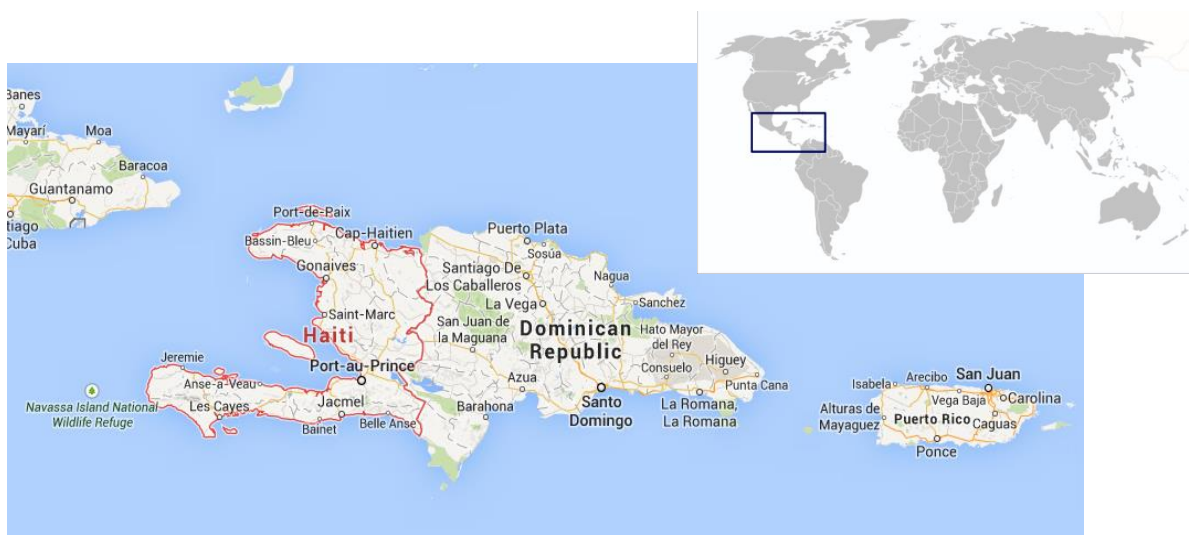 Banes
Mayarí
Moa
Baracoa
Guantanamo
tiago
Cuba
Port-de-Paix
Bassin-Bleu
Cap-Haitien
Gonaives
Saint-Marc
Haiti
Port-au-Prince
Jeremie
Anse-a-Veau
Les Cayes
Jacmel
Bainet
Belle Anse
Navassa Island National
Wildlife Refuge
Puerto Plata
Sosúa
Santiago De
Los Caballeros
Nagua
La Vega
Sanchez
San Juan de
la Maguana
Dominican
Republic
Hato Mayor
del Rey
Higuey
Consuelo
Punta Cana
Azua
Barahona
Santo
Domingo
La Romana,
La Romana
Isabela
Arecibo
San Juan
Vega Baja
Carolina
Alturas de
Mayaguez
Puerto Rico
Caguas
Ponce